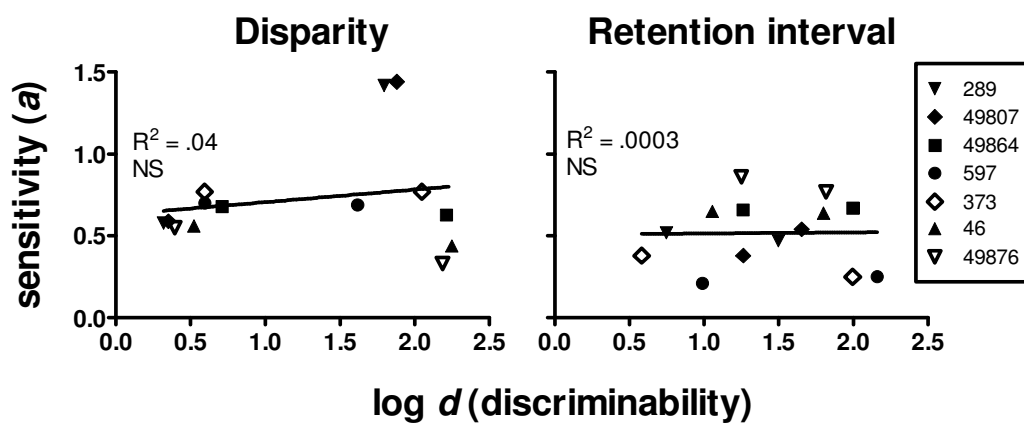 Disparity
Retention interval
sensitivity (a)
1.5
1.0
0.5
0.0
R² = .04
NS
0.0 0.5 1.0 1.5 2.0 2.5
R² = .0003
NS
0.0 0.5 1.0 1.5 2.0 2.5
289
49807
49864
597
373
46
49876
log d (discriminability)